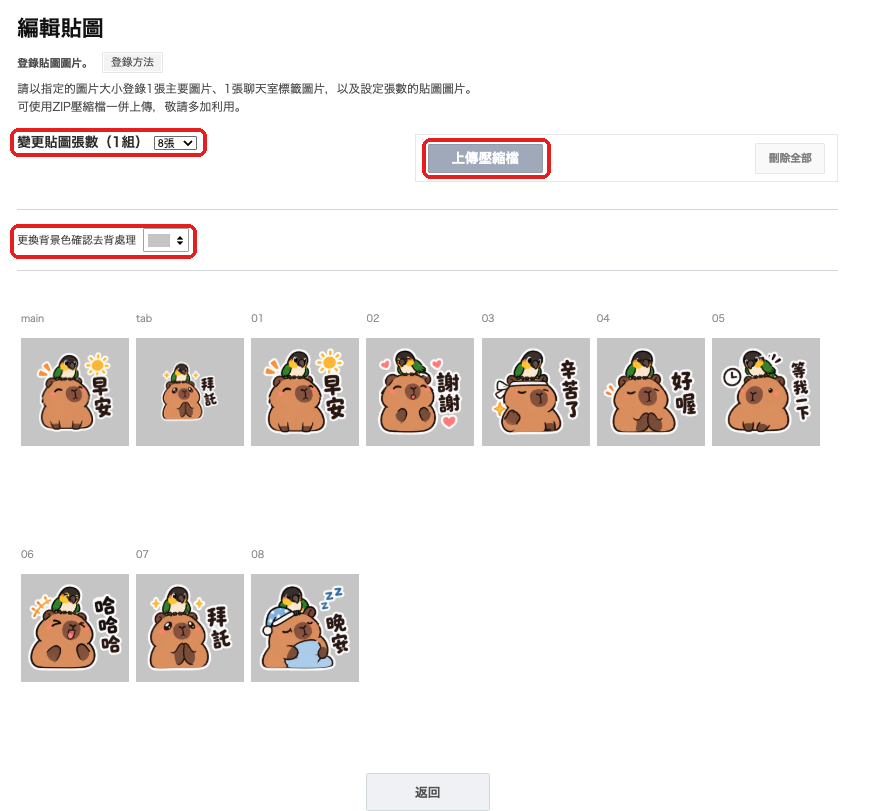 編輯貼圖
登錄貼圖圖片。 登錄方法
請以指定的圖片大小登錄1張主要圖片、1張聊天室標籤圖片，以及設定張數的貼圖圖片。
可使用ZIP壓縮檔一併上傳，敬請多加利用。
變更貼圖張數（1組） 8張
上傳壓縮檔 刪除全部
更換背景色確認去背處理
main tab 01 02 03 04 05
早安 拜託 早安 謝謝 辛苦了 好喔 等我一下
06 07 08
哈哈哈 拜託 zzz 晚安
返回